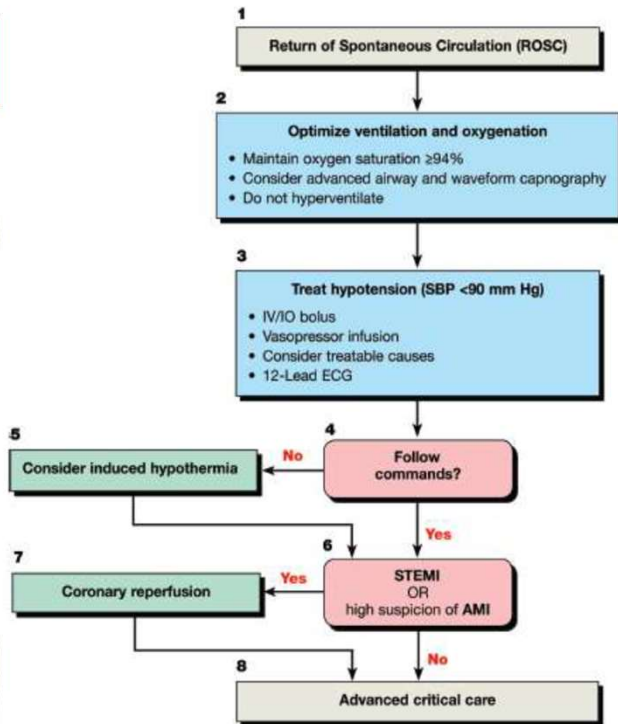 1
Return of Spontaneous Circulation (ROSC)
2
Optimize ventilation and oxygenation
• Maintain oxygen saturation ≥94%
• Consider advanced airway and waveform capnography
• Do not hyperventilate
3
Treat hypotension (SBP <90 mm Hg)
• IV/IO bolus
• Vasopressor infusion
• Consider treatable causes
• 12-Lead ECG
4
Follow
commands?
No
5
Consider induced hypothermia
Yes
6
STEMI
OR
high suspicion of AMI
Yes
7
Coronary reperfusion
No
8
Advanced critical care